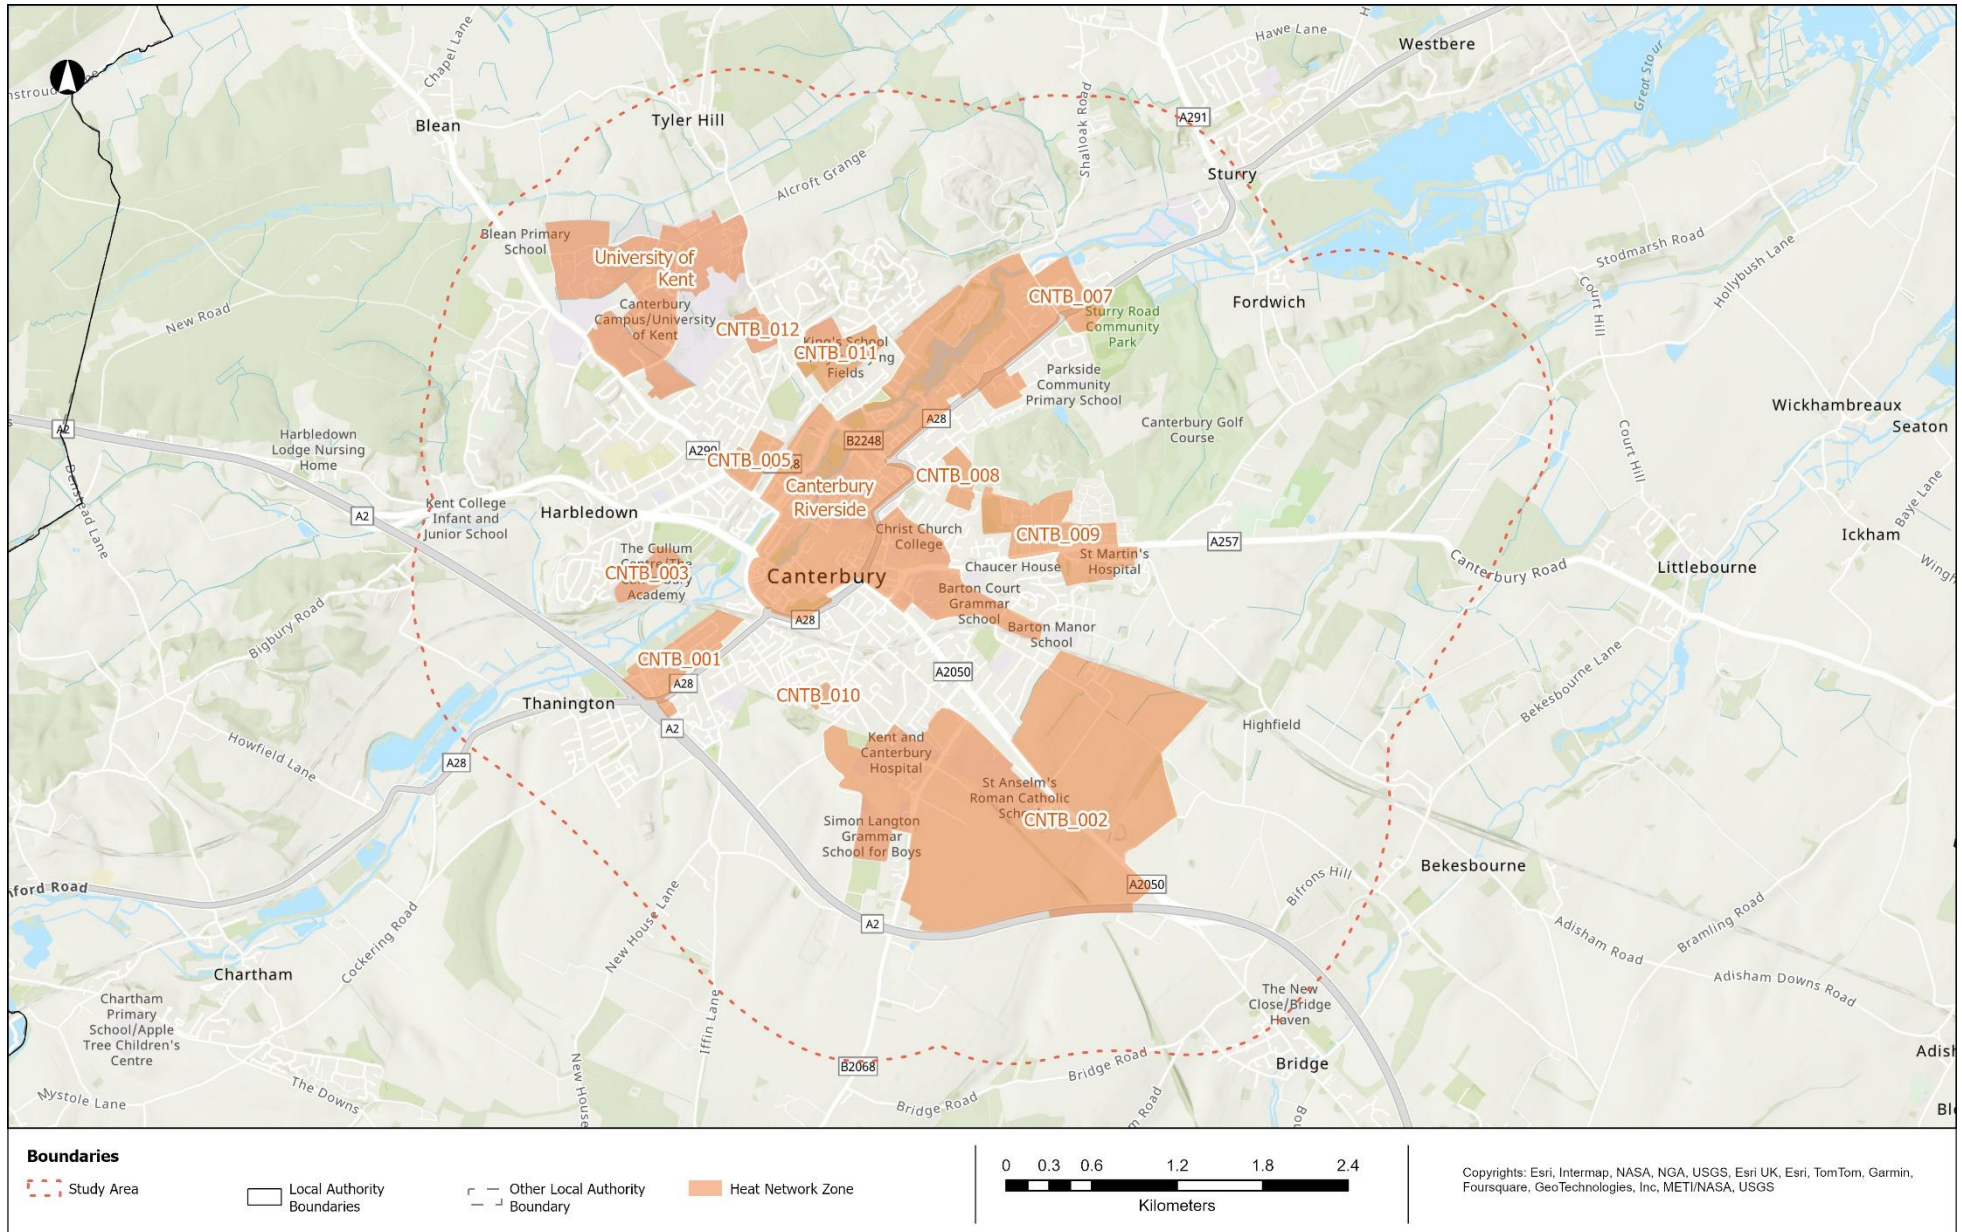 Hawe Lane
Westbere
Chapel Lane
Great Stour
Blean
Tyler Hill
Shalloak Road
A291
Alcroft Grange
Sturry
Blean Primary
School
University of
Kent
Stodmarsh Road
Hollybush Lane
Court Hill
New Road
Canterbury
Campus/University
of Kent
CNTB_012
CNTB_007
Sturry Road
Community
Park
Fordwich
King's School
CNTB_011
Fields
Parkside
Community
Primary School
A28
Canterbury Golf
Course
Wickhambreaux
Seaton
A2
Harbledown
Lodge Nursing
Home
Denstead Lane
A290
B2248
CNTB_005
CNTB_008
Canterbury
Riverside
Court Hill
Baye Lane
Kent College
Infant and
Junior School
A2
Harbledown
Christ Church
College
CNTB_009
St Martin's
Hospital
A257
Ickham
Canterbury Road
Littlebourne
The Cullum
CNTB_003
Academy
Canterbury
Chaucer House
Barton Court
Grammar
School
Barton Manor
School
A28
Bigbury Road
CNTB_001
A28
A2050
CNTB_010
Bekesbourne Lane
Thanington
A2
Howfield Lane
A28
Highfield
Kent and
Canterbury
Hospital
St Anselm's
Roman Catholic
CNTB_002
Simon Langton
Grammar
School for Boys
Bekesbourne
A2050
Bifrons Hill
New House Lane
A2
Cockering Road
Adisham Road
Bramling Road
Adisham Downs Road
Chartham
Chartham
Primary
School/Apple
Tree Children's
Centre
The New
Close/Bridge
Haven
Iffin Lane
New House
B2068
Bridge Road
Bridge
The Downs
Nystole Lane
Bridge Road
Boundaries
Study Area
Local Authority
Boundaries
Other Local Authority
Boundary
Heat Network Zone
0 0.3 0.6 1.2 1.8 2.4
Kilometers
Copyrights: Esri, Intermap, NASA, NGA, USGS, Esri UK, Esri, TomTom, Garmin,
Foursquare, GeoTechnologies, Inc, METI/NASA, USGS